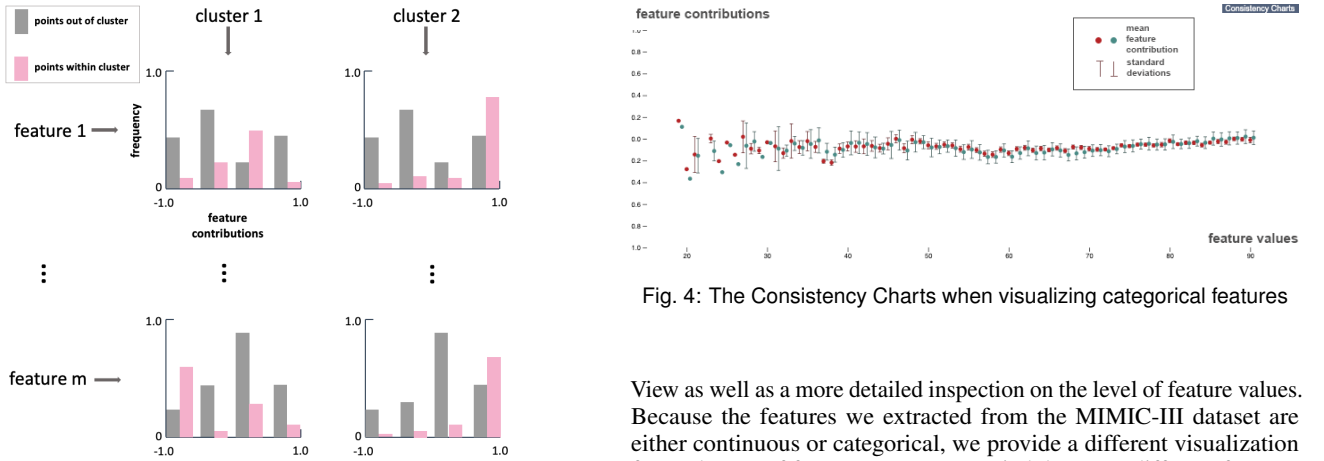 points out of cluster
points within cluster
cluster 1
cluster 2
feature 1
frequency
1.0
0
-1.0
1.0
feature
contributions
1.0
0
-1.0
1.0
feature m
1.0
0
1.0
0
feature contributions
Consistency Charts
mean
feature
contribution
standard
deviations
1.0
0.8
0.6
0.4
0.2
0.0
0.2
0.4
0.6
0.8
1.0
20
30
40
50
60
70
80
90
feature values
Fig. 4: The Consistency Charts when visualizing categorical features
View as well as a more detailed inspection on the level of feature values.
Because the features we extracted from the MIMIC-III dataset are
either continuous or categorical, we provide a different visualization